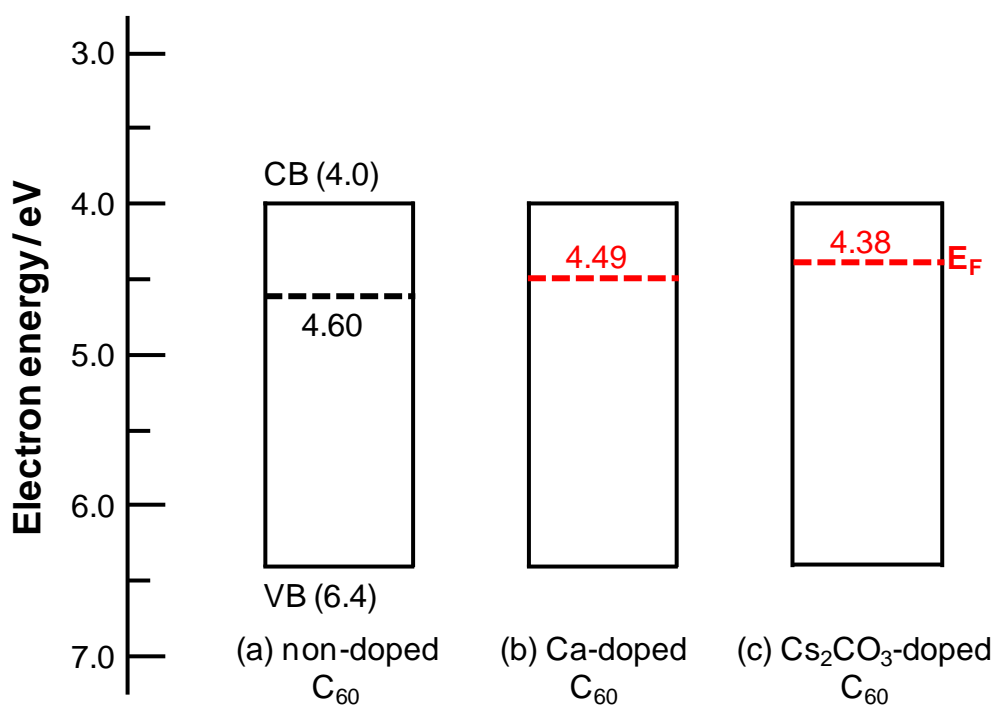 Electron energy / eV
3.0
4.0
5.0
6.0
7.0
CB (4.0)
4.60
VB (6.4)
(a) non-doped
C₆₀
4.49
(b) Ca-doped
C₆₀
4.38
E_F
(c) Cs₂CO₃-doped
C₆₀